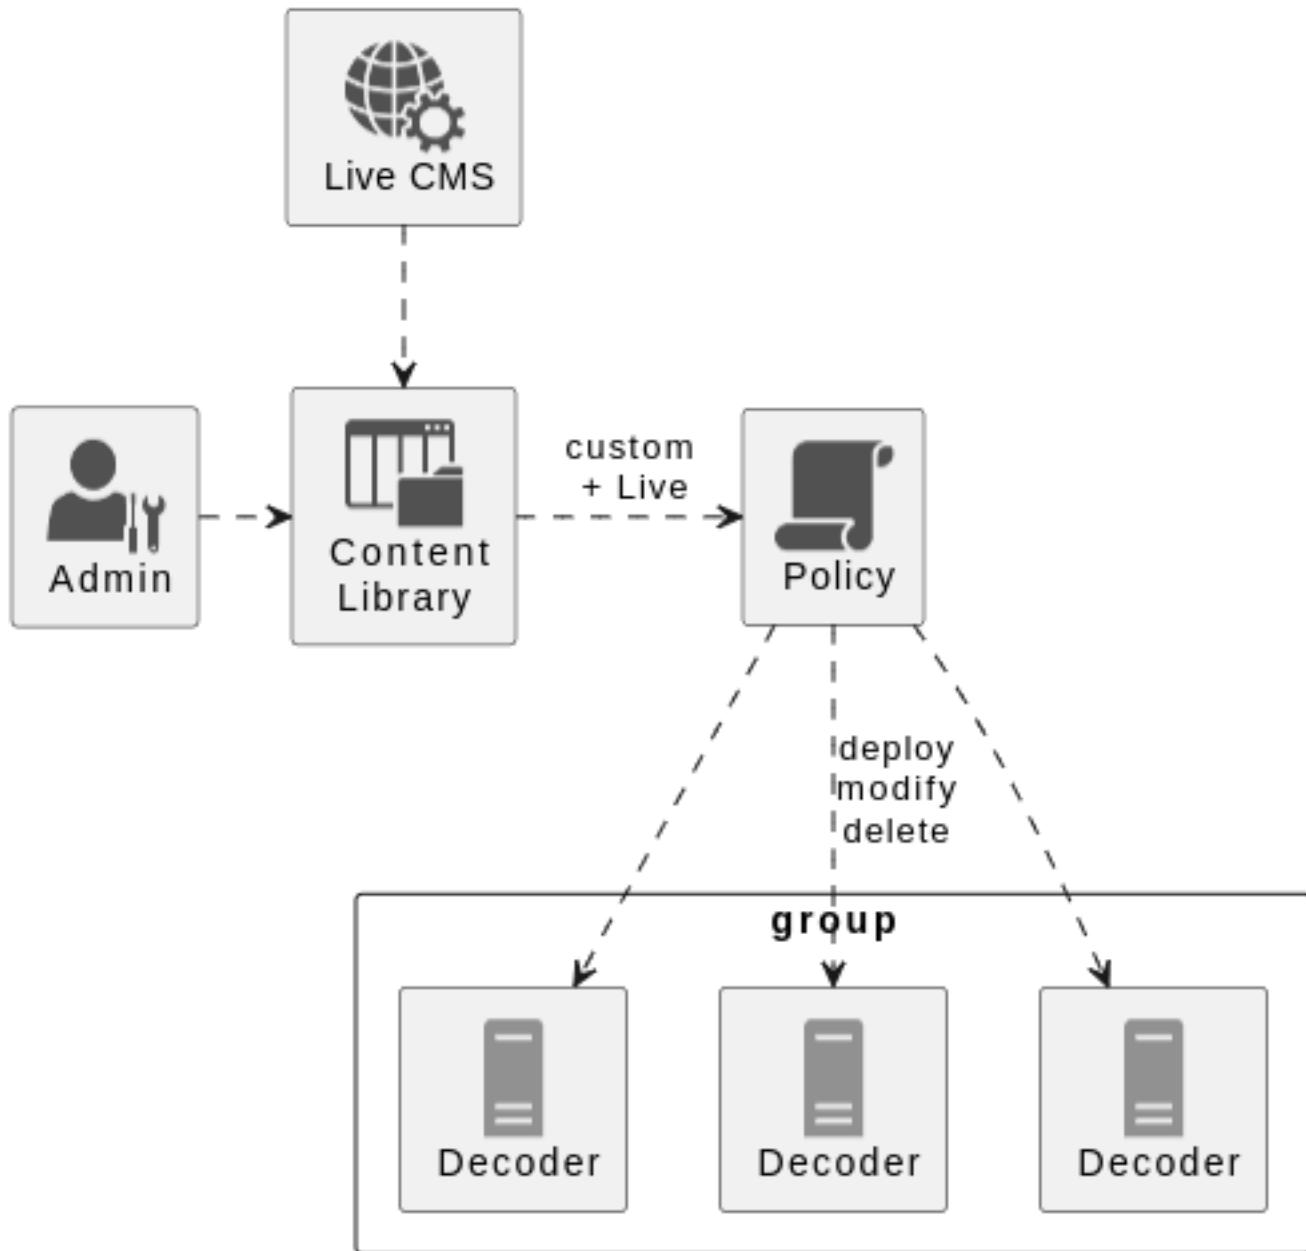 Live CMS
custom
+ Live
Admin
Content
Library
Policy
deploy
modify
delete
group
Decoder
Decoder
Decoder